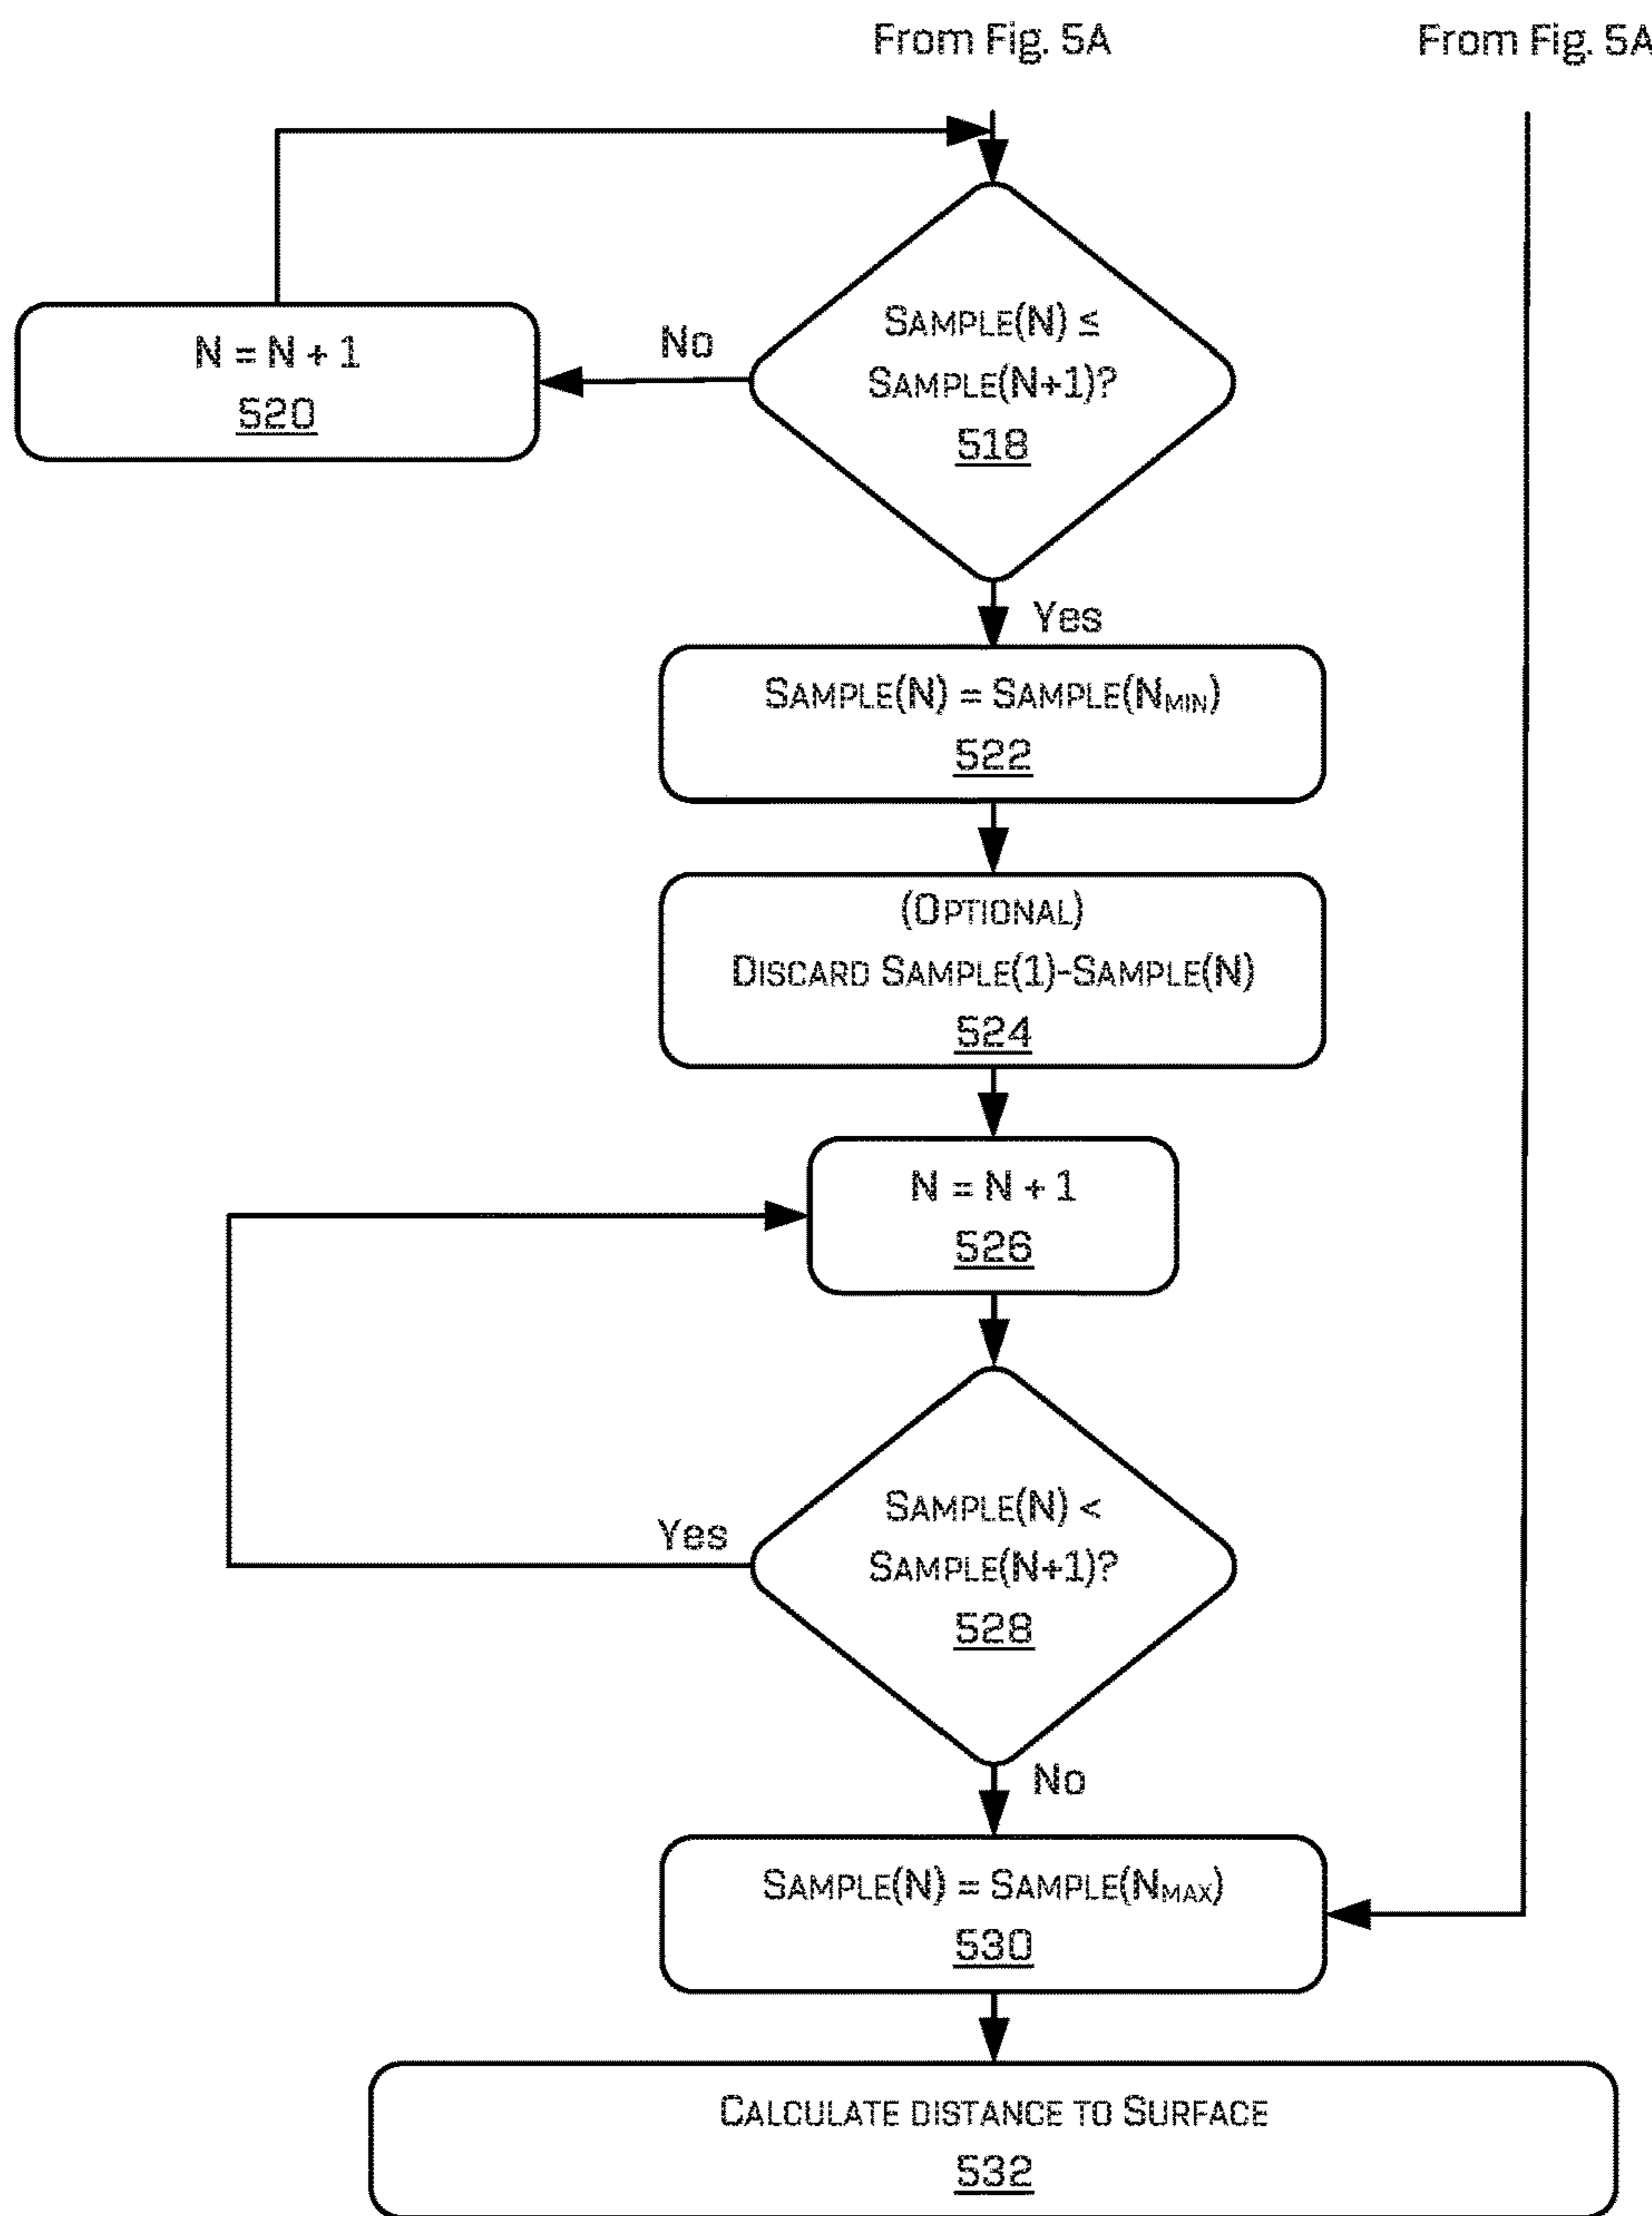 From Fig. 5A
From Fig. 5A
SAMPLE(N) ≤
SAMPLE(N+1)?
518
No
N = N + 1
520
Yes
SAMPLE(N) = SAMPLE(NMIN)
522
(OPTIONAL)
DISCARD SAMPLE(1)-SAMPLE(N)
524
N = N + 1
526
SAMPLE(N) <
SAMPLE(N+1)?
528
Yes
No
SAMPLE(N) = SAMPLE(NMAX)
530
CALCULATE DISTANCE TO SURFACE
532